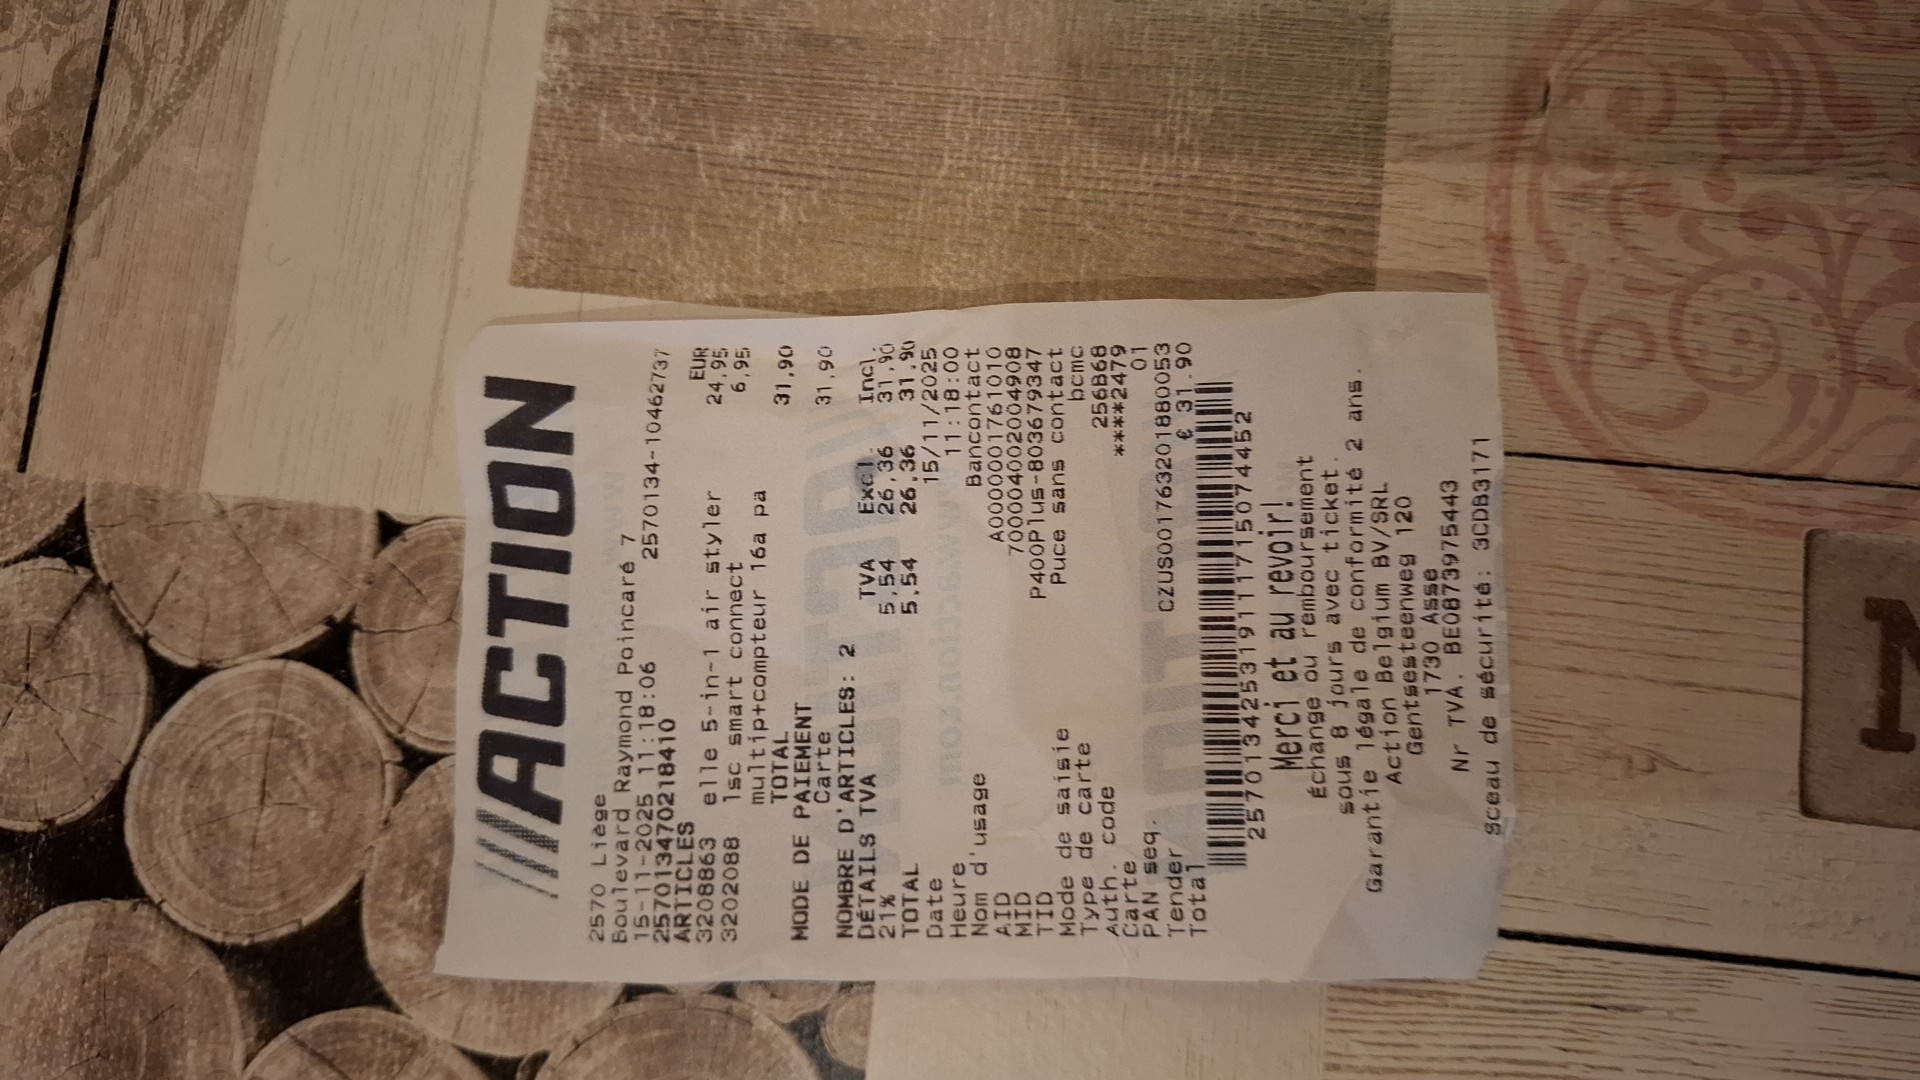 ACTION
2570 Liège
Boulevard Raymond Poincaré 7
15-11-2025 11:18:06 2570134-10462737
257013470218410
ARTICLES EUR
3208863 elle 5-in-1 air styler 24,95
3202088 lsc smart connect 6,95
multip+compteur 16a pa
TOTAL 31,90
MODE DE PAIEMENT
Carte 31,90
NOMBRE D'ARTICLES: 2
DÉTAILS TVA TVA Excl. Incl.
21% 5,54 26,36 31,90
TOTAL 5,54 26,36 31,90
Date 15/11/2025
Heure 11:18:00
Nom d'usage Bancontact
AID A0000001761010
MID 700004002004908
TID P400Plus-803679347
Mode de saisie Puce sans contact
Type de carte bcmc
Auth. code 256B68
Carte ****2479
PAN seq. 01
Tender CZUS001763201880053
Total € 31.90
2570134253191117150744​52
Merci et au revoir!
Échange ou remboursement
sous 8 jours avec ticket.
Garantie légale de conformité 2 ans.
Action Belgium BV/SRL
Gentsesteenweg 120
1730 Asse
Nr TVA. BE0873975443
Sceau de sécurité: 3CDB3171